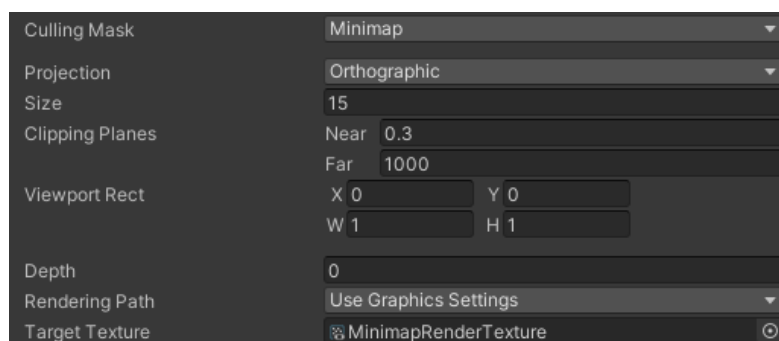 Culling Mask Minimap
Projection Orthographic
Size 15
Clipping Planes Near 0.3
Far 1000
Viewport Rect X 0 Y 0
W 1 H 1
Depth 0
Rendering Path Use Graphics Settings
Target Texture MinimapRenderTexture